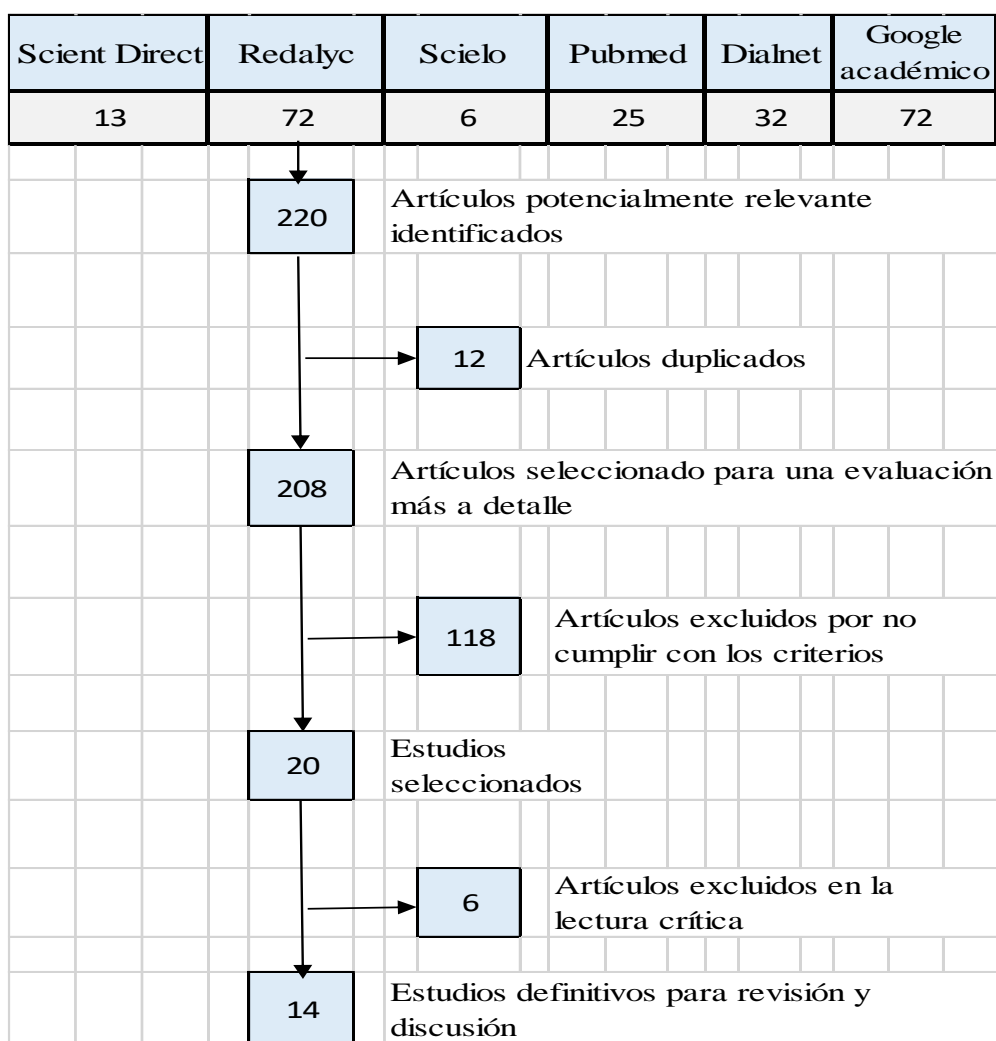 Scient Direct Redalyc Scielo Pubmed Dialnet Google académico
13 72 6 25 32 72
220 Artículos potencialmente relevante
identificados
12 Artículos duplicados
208 Artículos seleccionado para una evaluación
más a detalle
118 Artículos excluidos por no
cumplir con los criterios
20 Estudios
seleccionados
6 Artículos excluidos en la
lectura crítica
14 Estudios definitivos para revisión y
discusión